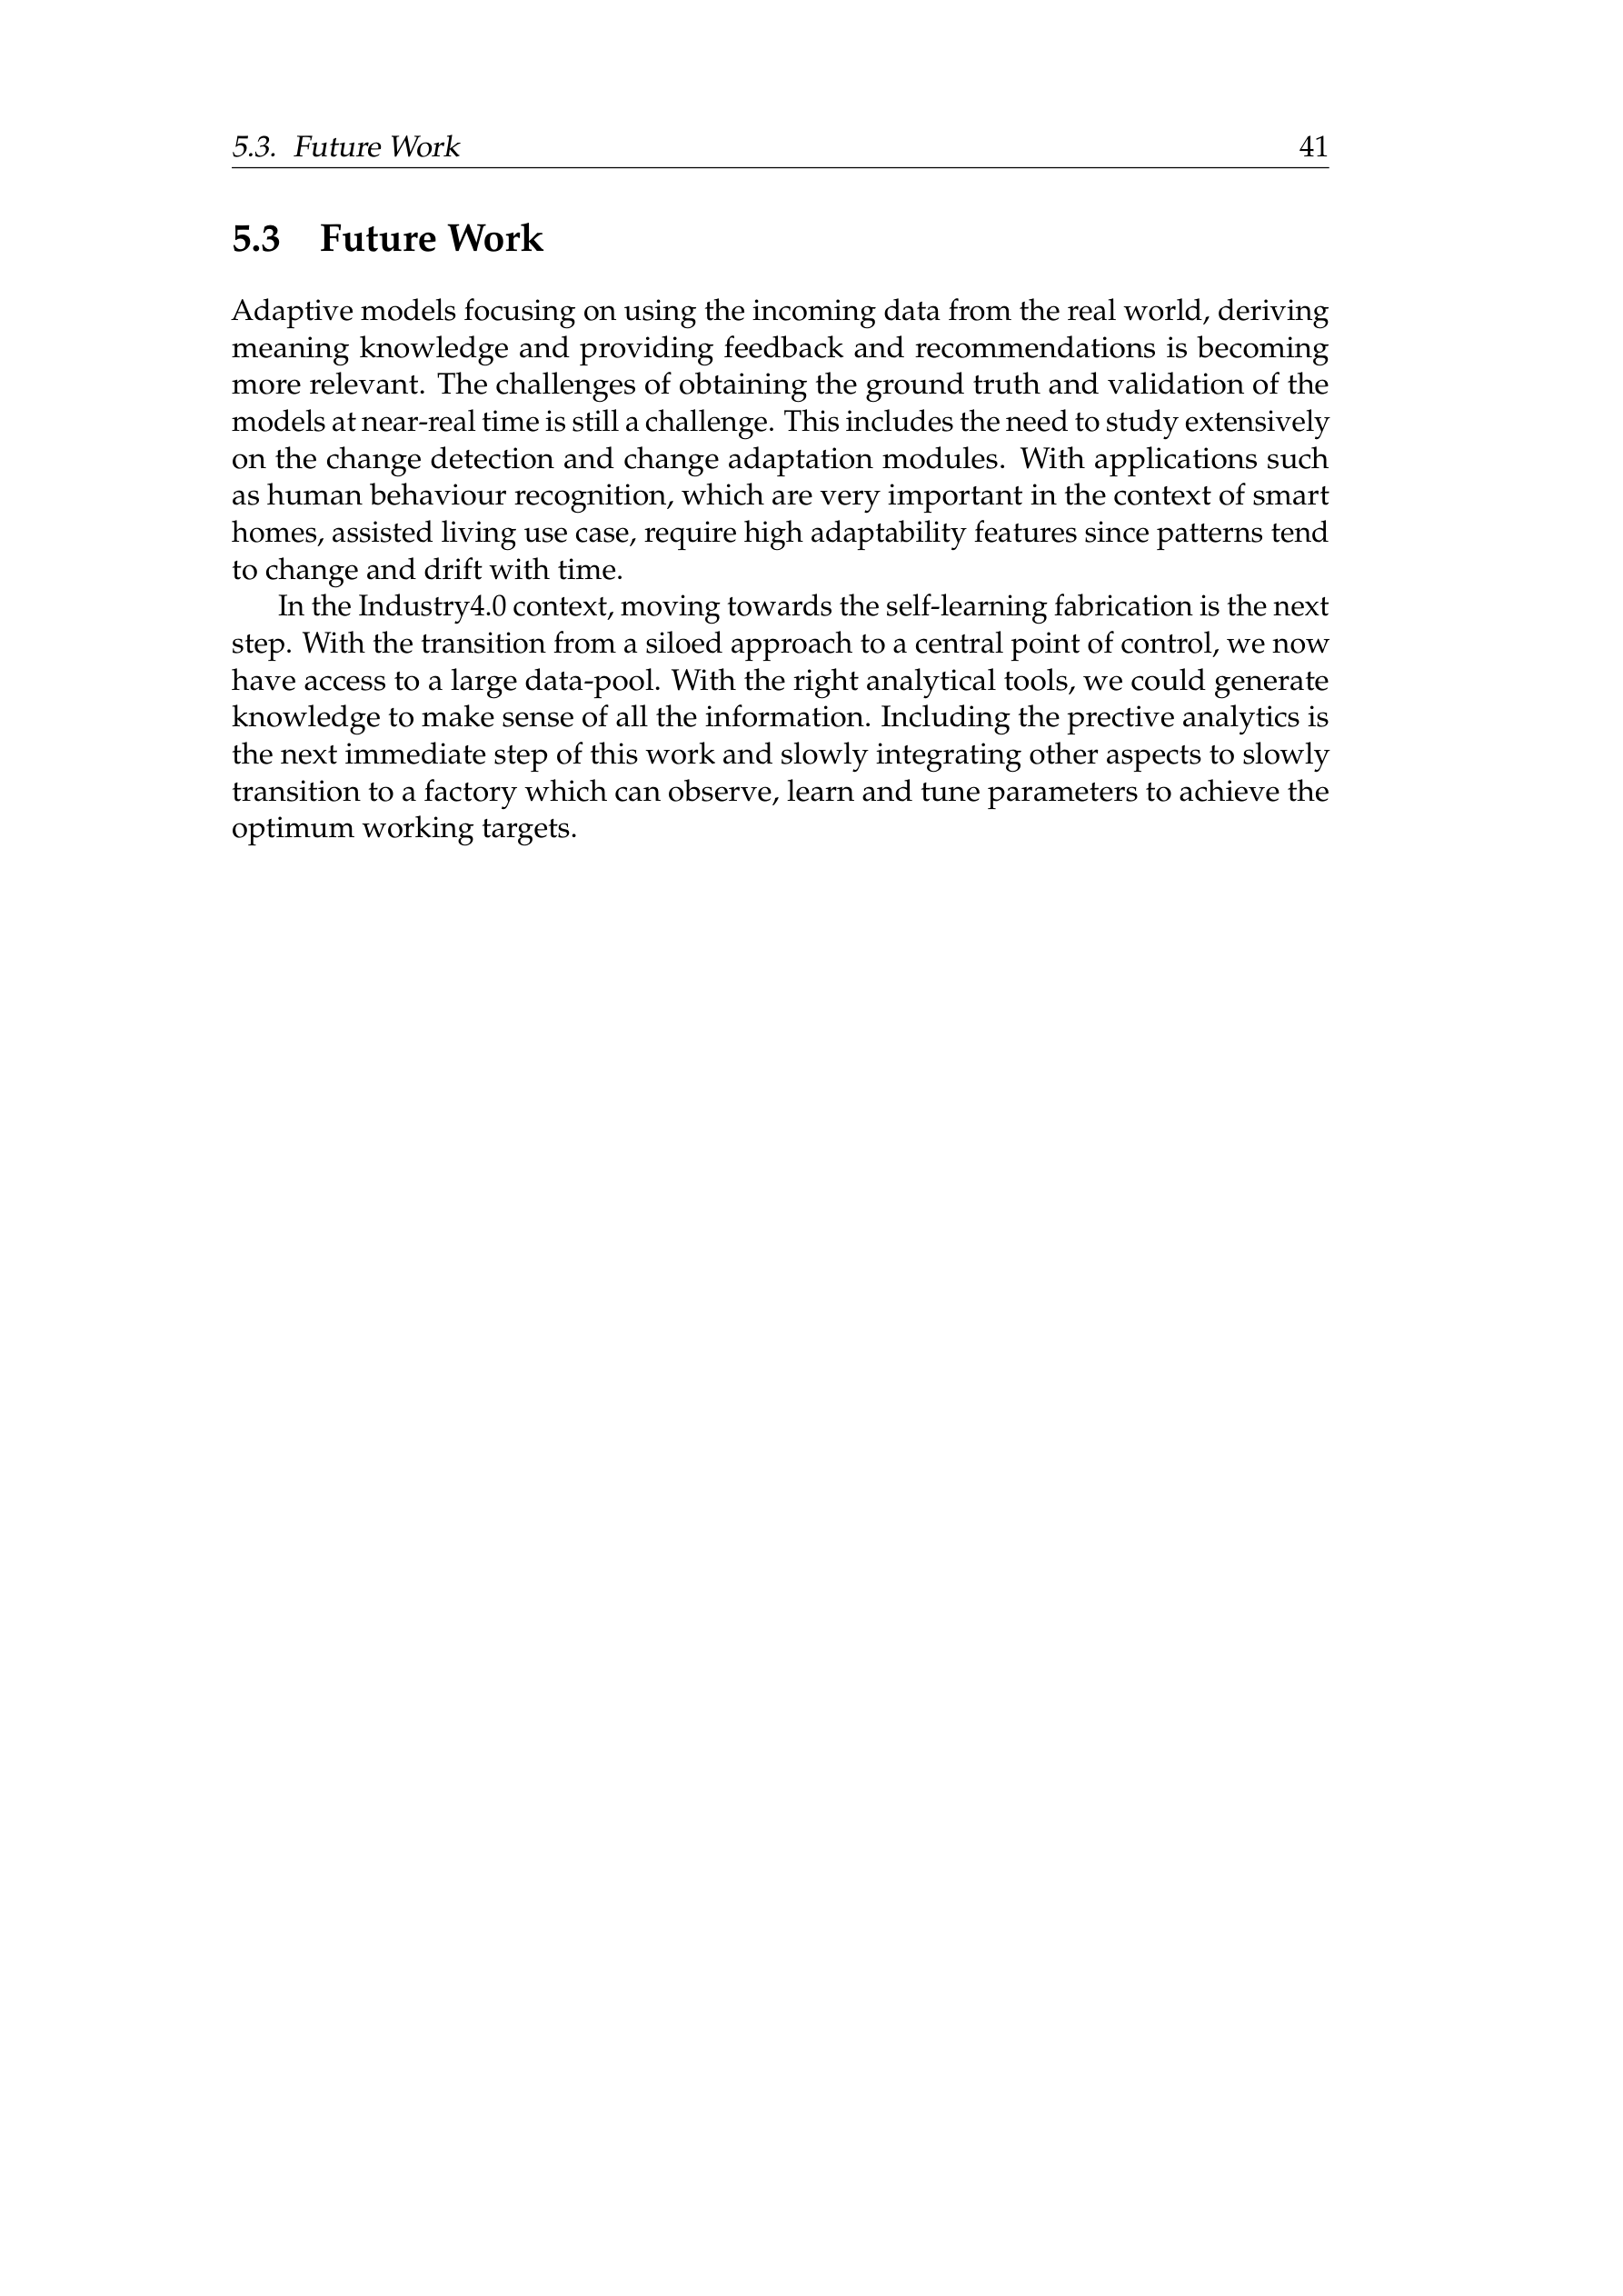 5.3. Future Work 41
5.3 Future Work
Adaptive models focusing on using the incoming data from the real world, deriving
meaning knowledge and providing feedback and recommendations is becoming
more relevant. The challenges of obtaining the ground truth and validation of the
models at near-real time is still a challenge. This includes the need to study extensively
on the change detection and change adaptation modules. With applications such
as human behaviour recognition, which are very important in the context of smart
homes, assisted living use case, require high adaptability features since patterns tend
to change and drift with time.
In the Industry4.0 context, moving towards the self-learning fabrication is the next
step. With the transition from a siloed approach to a central point of control, we now
have access to a large data-pool. With the right analytical tools, we could generate
knowledge to make sense of all the information. Including the prective analytics is
the next immediate step of this work and slowly integrating other aspects to slowly
transition to a factory which can observe, learn and tune parameters to achieve the
optimum working targets.